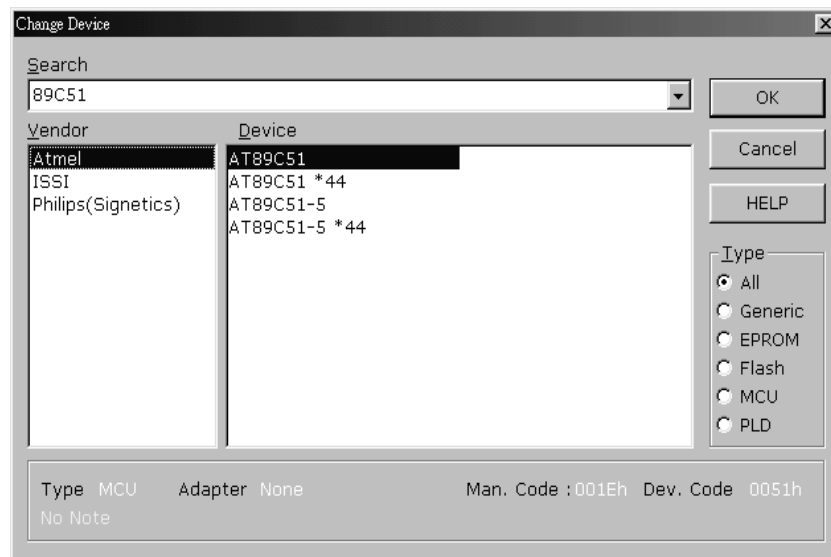 Change Device
Search
89C51
OK
Vendor
Device
Cancel
Atmel
ISSI
Philips(Signetics)
AT89C51
AT89C51 *44
AT89C51-5
AT89C51-5 *44
HELP
Type
All
Generic
EPROM
Flash
MCU
PLD
Type MCU Adapter None Man. Code :001Eh Dev. Code 0051h
No Note